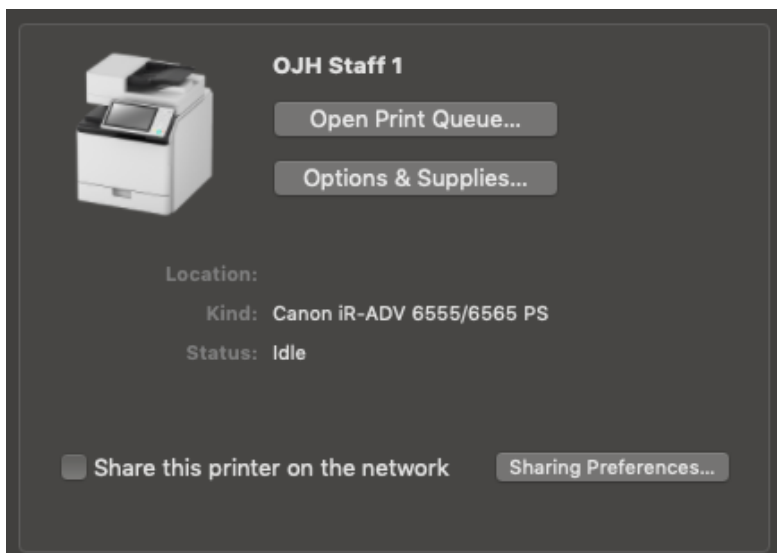 OJH Staff 1
Open Print Queue...
Options & Supplies...
Location:
Kind: Canon iR-ADV 6555/6565 PS
Status: Idle
Share this printer on the network
Sharing Preferences...